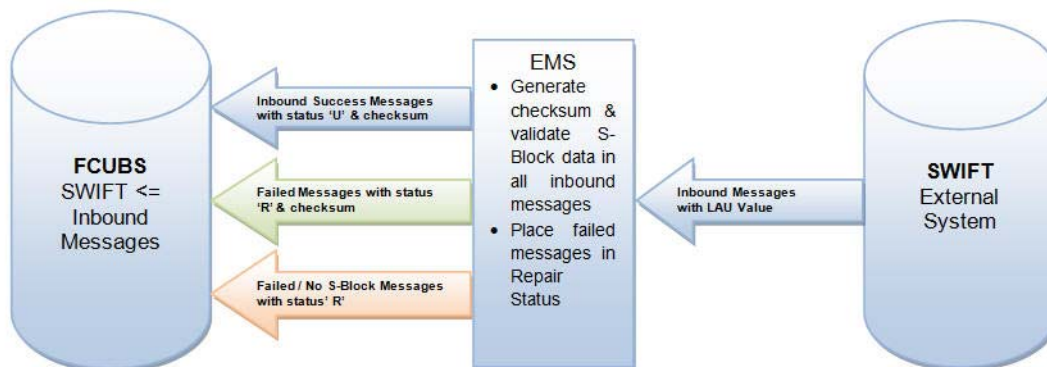 FCUBS
SWIFT <=
Inbound
Messages
Inbound Success Messages
with status 'U' & checksum
Failed Messages with status
'R' & checksum
Failed / No S-Block Messages
with status' R'
EMS
• Generate
checksum &
validate S-
Block data in
all inbound
messages
• Place failed
messages in
Repair
Status
Inbound Messages
with LAU Value
SWIFT
External
System